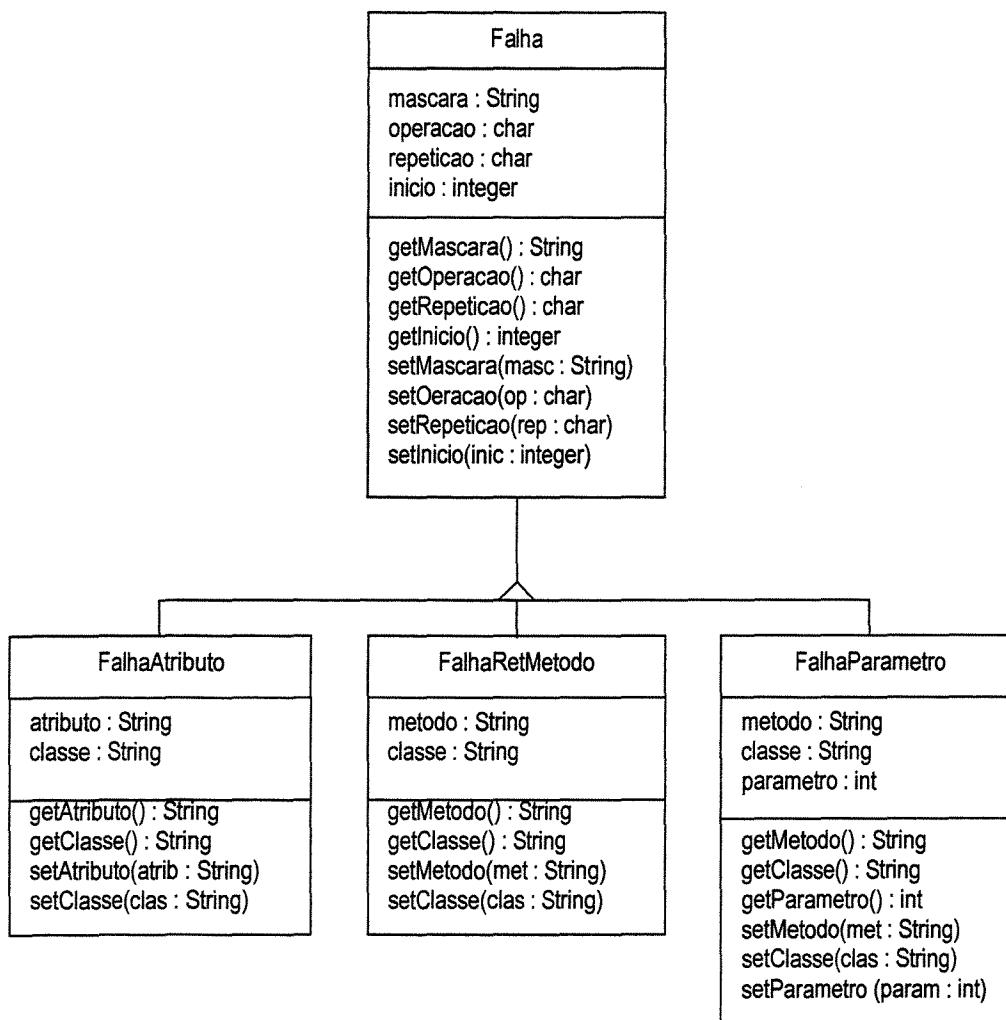 Falha
mascara : String
operacao : char
repeticao : char
inicio : integer
getMascara() : String
getOperacao() : char
getRepeticao() : char
getInicio() : integer
setMascara(masc : String)
setOeracao(op : char)
setRepeticao(rep : char)
setInicio(inic : integer)
FalhaAtributo
atributo : String
classe : String
getAtributo() : String
getClasse() : String
setAtributo(atrib : String)
setClasse(clas : String)
FalhaRetMetodo
metodo : String
classe : String
getMetodo() : String
getClasse() : String
setMetodo(met : String)
setClasse(clas : String)
FalhaParametro
metodo : String
classe : String
parametro : int
getMetodo() : String
getClasse() : String
getParametro() : int
setMetodo(met : String)
setClasse(clas : String)
setParametro (param : int)